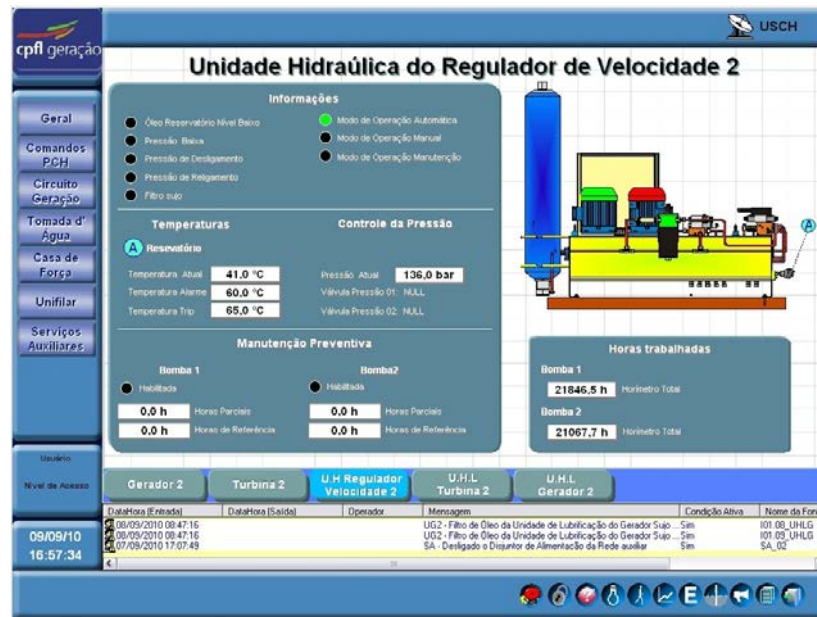 cpfl geração
USCH
Unidade Hidráulica do Regulador de Velocidade 2
Geral
Comandos
PCH
Circuito
Geração
Tomada d'
Água
Casa de
Força
Unifilar
Serviços
Auxiliares
Usuário
Nível de Acesso
09/09/10
16:57:34
Informações
Óleo Reservatório Nível Baixo
Pressão Baixa
Pressão de Desligamento
Pressão de Religamento
Filtro sujo
Modo de Operação Automática
Modo de Operação Manual
Modo de Operação Manutenção
Temperaturas
A Resevatório
Temperatura Atual 41,0 °C
Temperatura Alarme 60,0 °C
Temperatura Trip 65,0 °C
Controle da Pressão
Pressão Atual 136,0 bar
Válvula Pressão 01: NULL
Válvula Pressão 02: NULL
Manutenção Preventiva
Bomba 1
Habilitada
0,0 h Horas Parciais
0,0 h Horas de Referência
Bomba2
Habilitada
0,0 h Horas Parciais
0,0 h Horas de Referência
A
Horas trabalhadas
Bomba 1
21846,5 h Horímetro Total
Bomba 2
21067,7 h Horímetro Total
Gerador 2
Turbina 2
U.H Regulador
Velocidade 2
U.H.L
Turbina 2
U.H.L
Gerador 2
DataHora (Entrada) DataHora (Saída) Operador Mensagem Condição Ativa Nome da Fon
08/09/2010 08:47:16 UG2 - Filtro de Óleo da Unidade de Lubrificação do Gerador Sujo ... Sim I01.08_UHLG
08/09/2010 08:47:16 UG2 - Filtro de Óleo da Unidade de Lubrificação do Gerador Sujo ... Sim I01.09_UHLG
07/09/2010 17:07:49 SA - Desligado o Disjuntor de Alimentacão da Rede auxiliar Sim SA_02
E